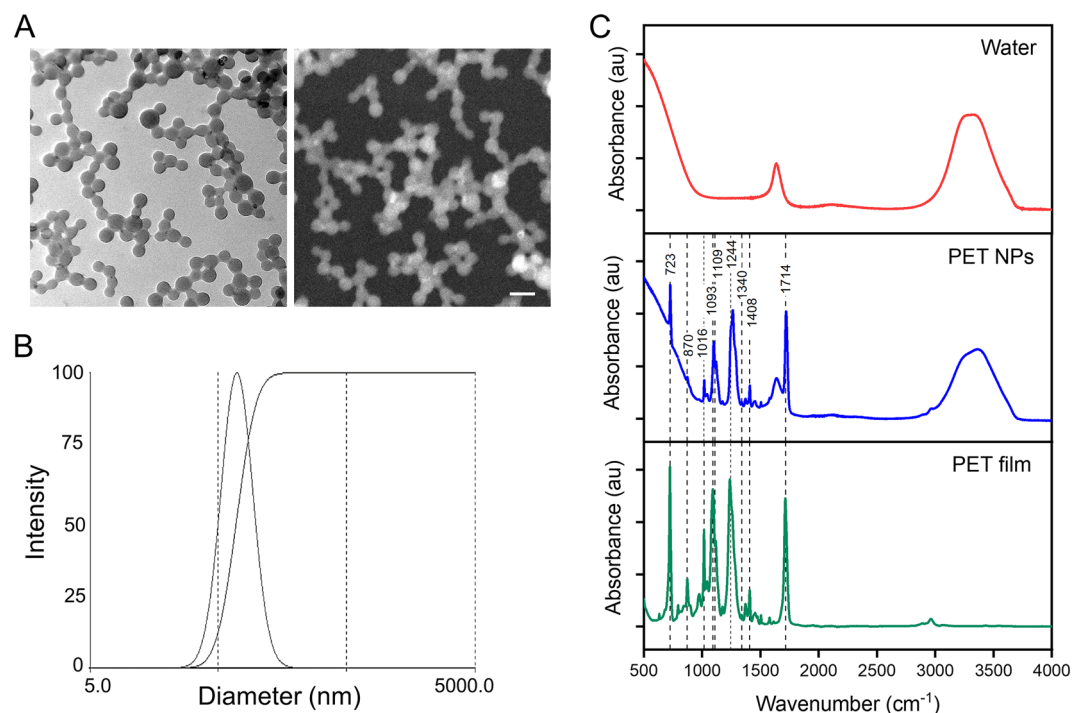 A
B
100
75
50
25
0
Intensity
5.0
5000.0
Diameter (nm)
C
Water
Absorbance (au)
PET NPs
Absorbance (au)
723
870
1016
1093
1109
1244
1340
1408
1714
PET film
Absorbance (au)
500 1000 1500 2000 2500 3000 3500 4000
Wavenumber (cm⁻¹)